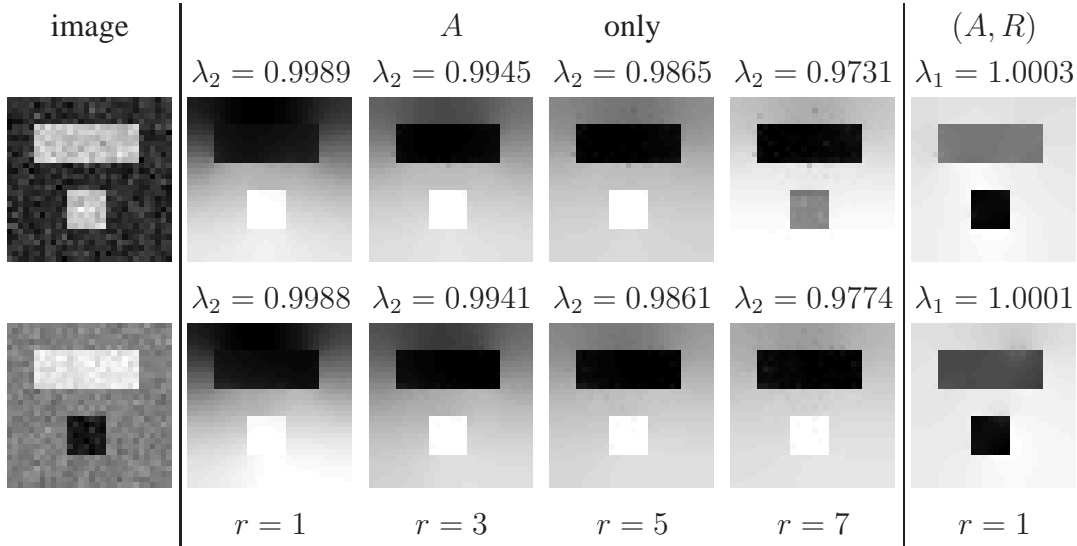 image A only (A, R)
λ₂ = 0.9989 λ₂ = 0.9945 λ₂ = 0.9865 λ₂ = 0.9731 λ₁ = 1.0003
λ₂ = 0.9988 λ₂ = 0.9941 λ₂ = 0.9861 λ₂ = 0.9774 λ₁ = 1.0001
r = 1 r = 3 r = 5 r = 7 r = 1